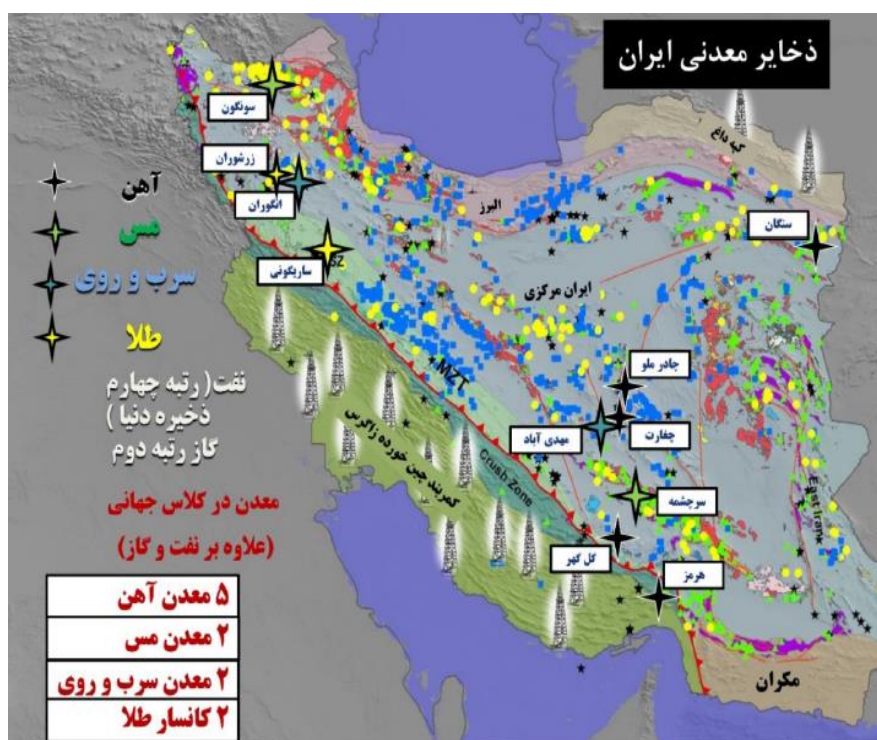 ذخایر معدنی ایران
کپه داغ
سونگون
زرشوران
انگوران
البرز
سنگان
آهن
مس
سرب و روی
طلا
ساریگونی
ایران مرکزی
چادر ملو
MZT
نفت( رتبه چهارم
ذخیره دنیا )
گاز رتبه دوم
چغارت
مهدی آباد
کمربند چین خورده زاگرس
Crush Zone
سرچشمه
East Iran
معدن در کلاس جهانی
(علاوه بر نفت و گاز)
گل کهر
هرمز
۵ معدن آهن
۲ معدن مس
۲ معدن سرب و روی
۲ کانسار طلا
مکران